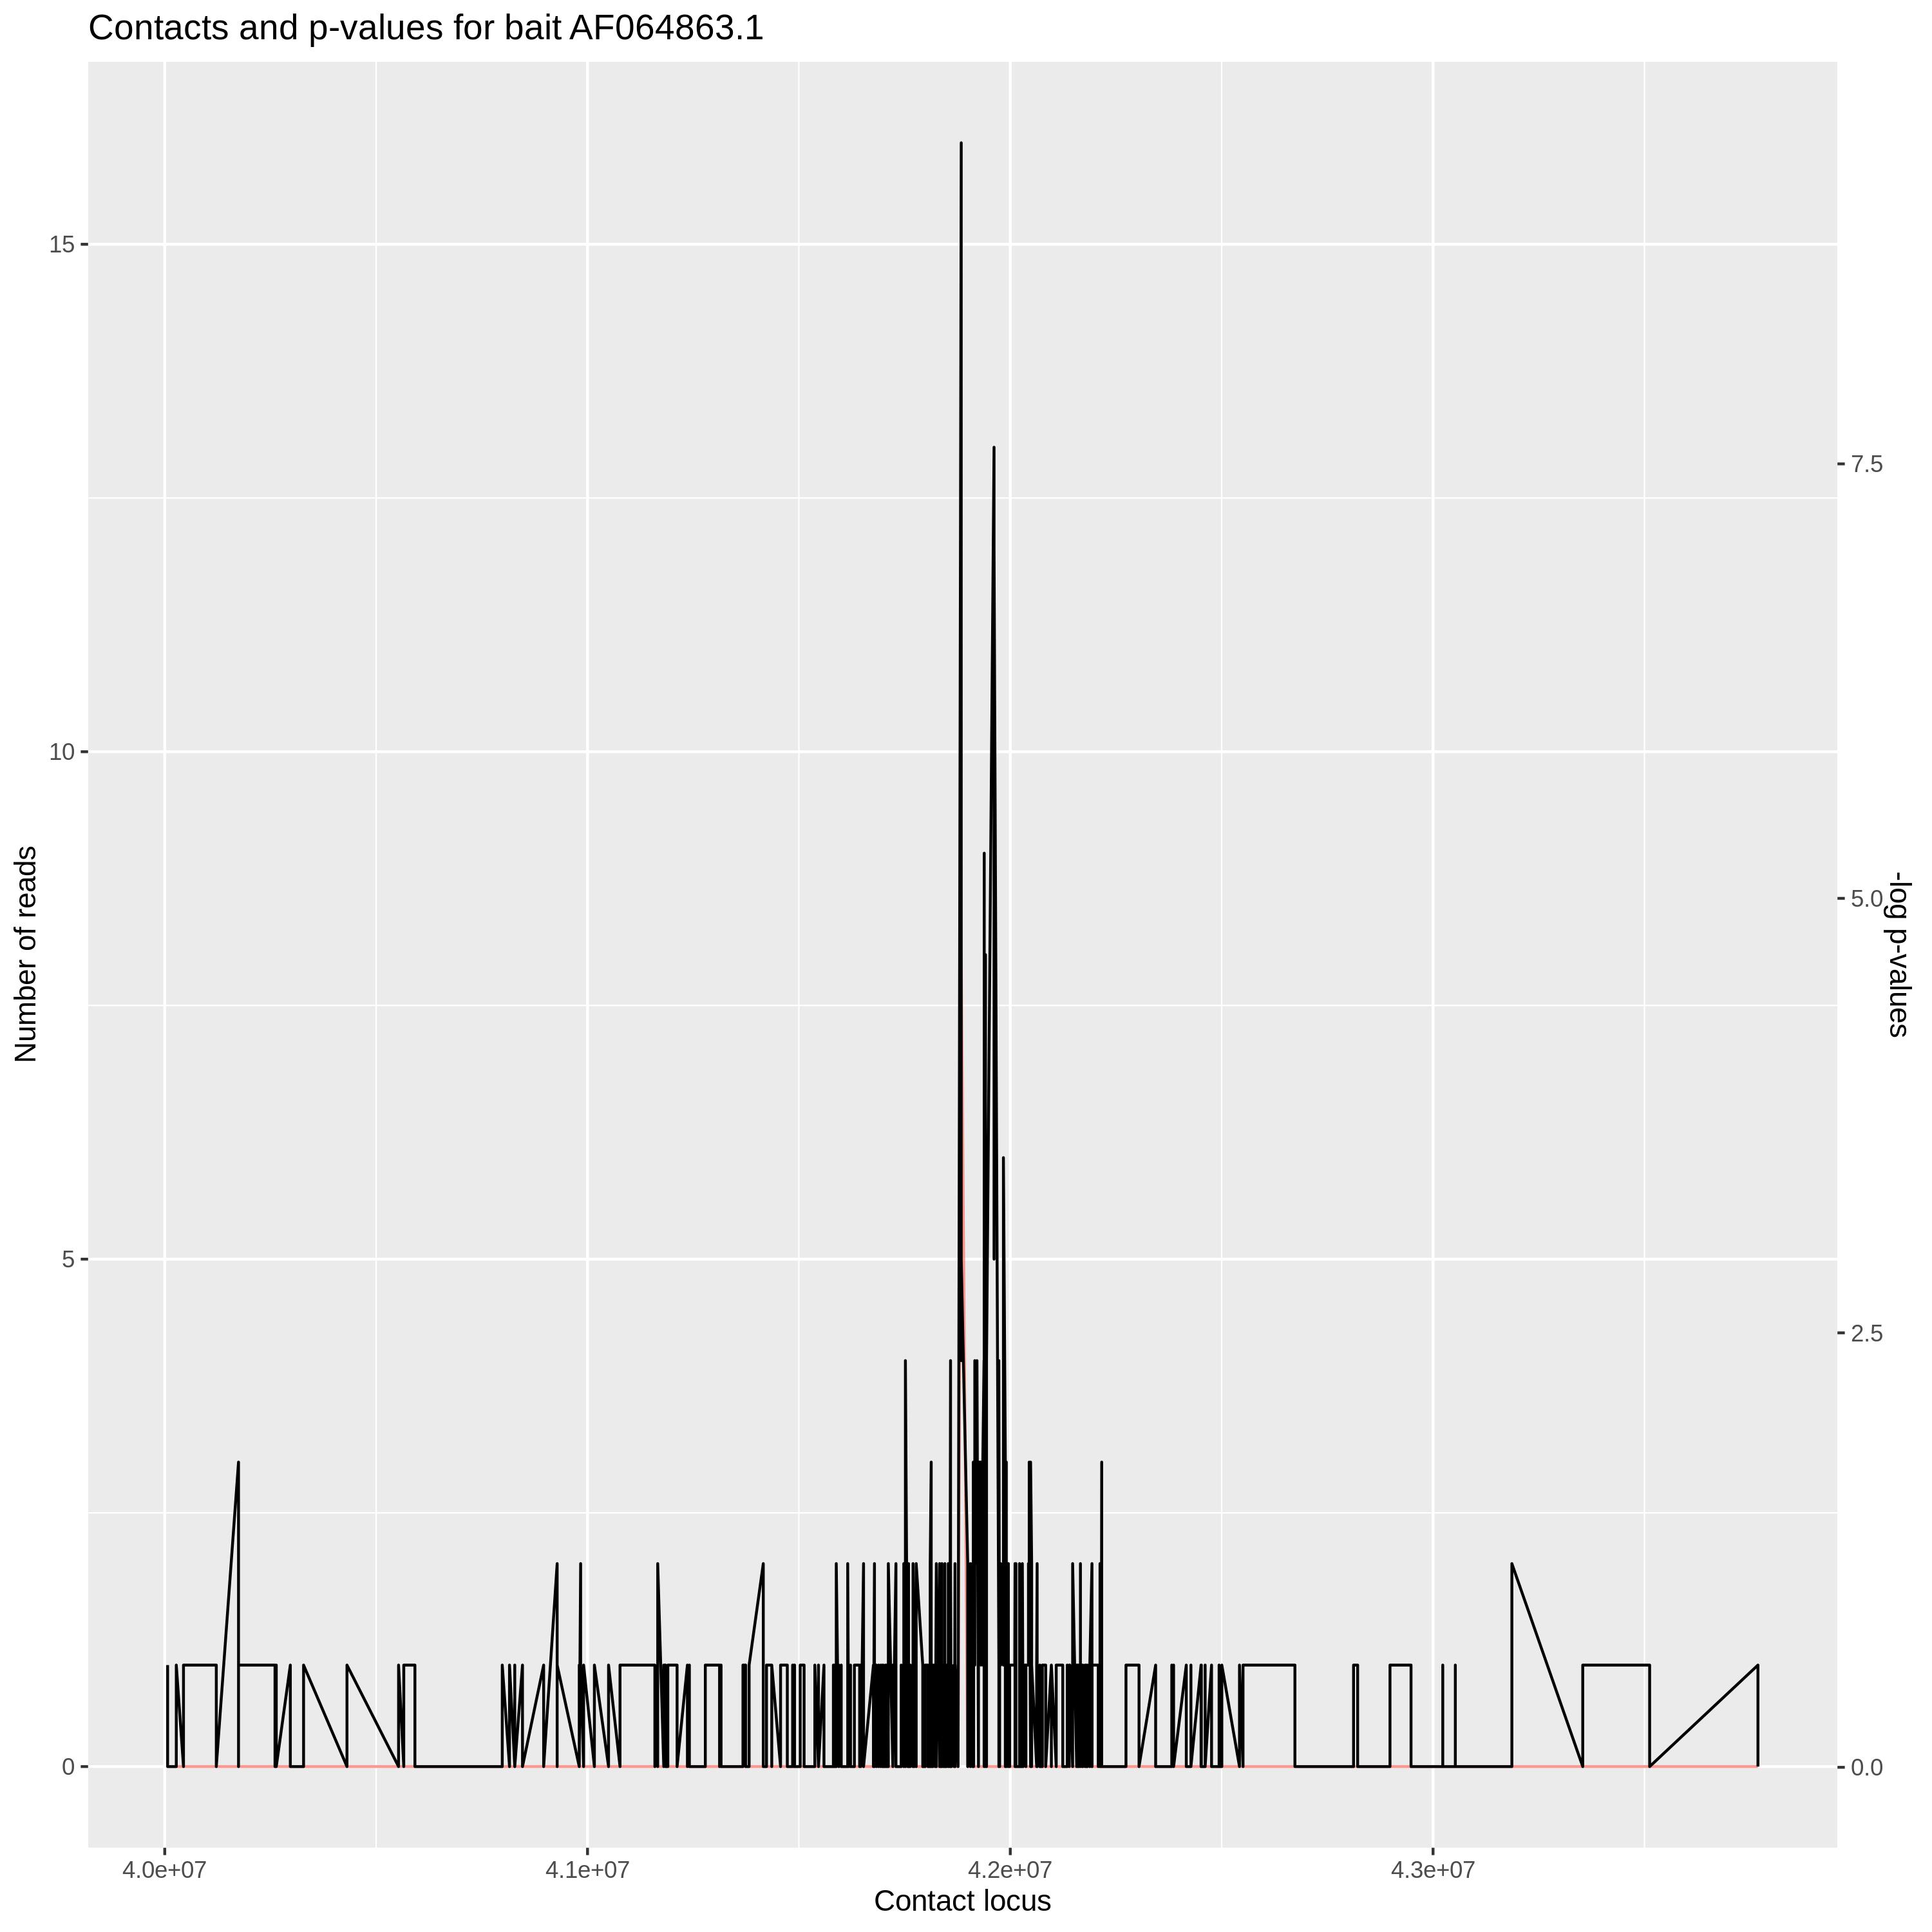 Contacts and p-values for bait AF064863.1
15
10
5
0
Number of reads
7.5
5.0
2.5
0.0
-log p-values
4.0e+07
4.1e+07
4.2e+07
4.3e+07
Contact locus